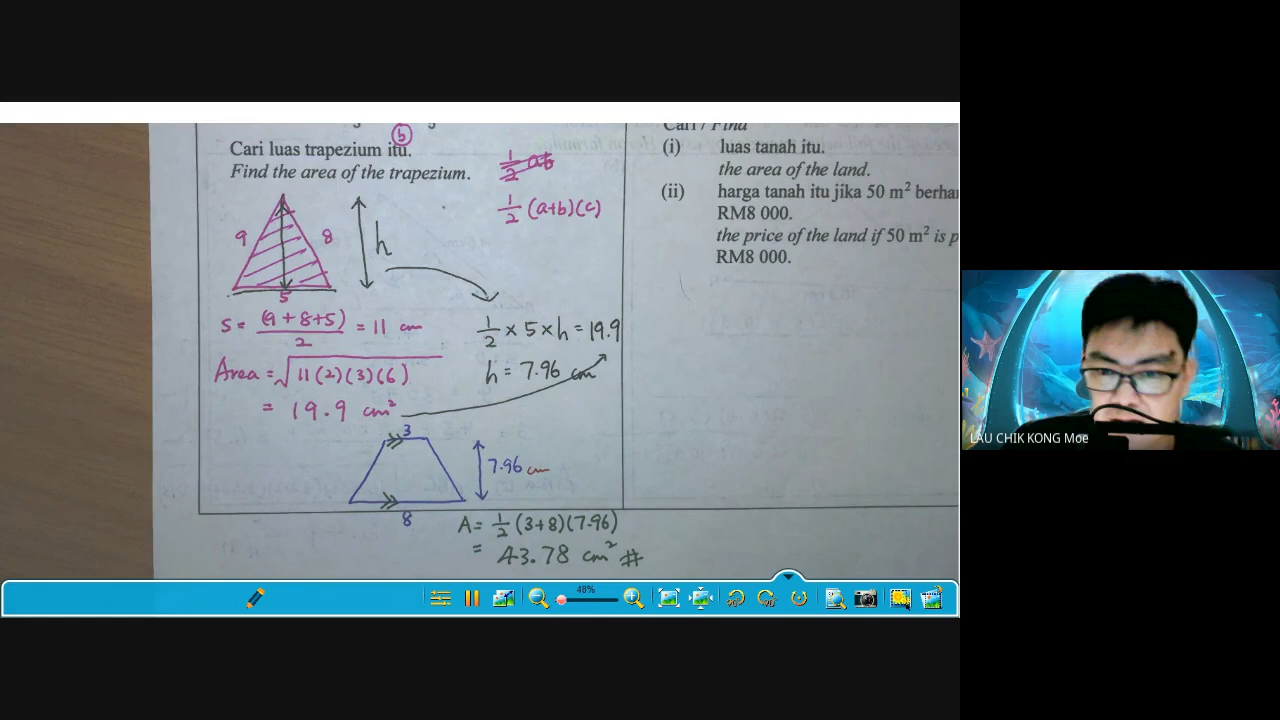 b
Cari luas trapezium itu.
Find the area of the trapezium.
1/2 ab
1/2 (a+b)(c)
9
8
h
5
S = (9+8+5)/2 = 11 cm
Area = √11(2)(3)(6)
= 19.9 cm²
1/2 × 5 × h = 19.9
h = 7.96 cm
3
7.96 cm
8
A = 1/2 (3+8)(7.96)
= 43.78 cm² #
Cari / Find
(i) luas tanah itu.
the area of the land.
(ii) harga tanah itu jika 50 m²
RM8 000.
the price of the land if 50 m² is
RM8 000.
48%
LAU CHIK KONG Moe